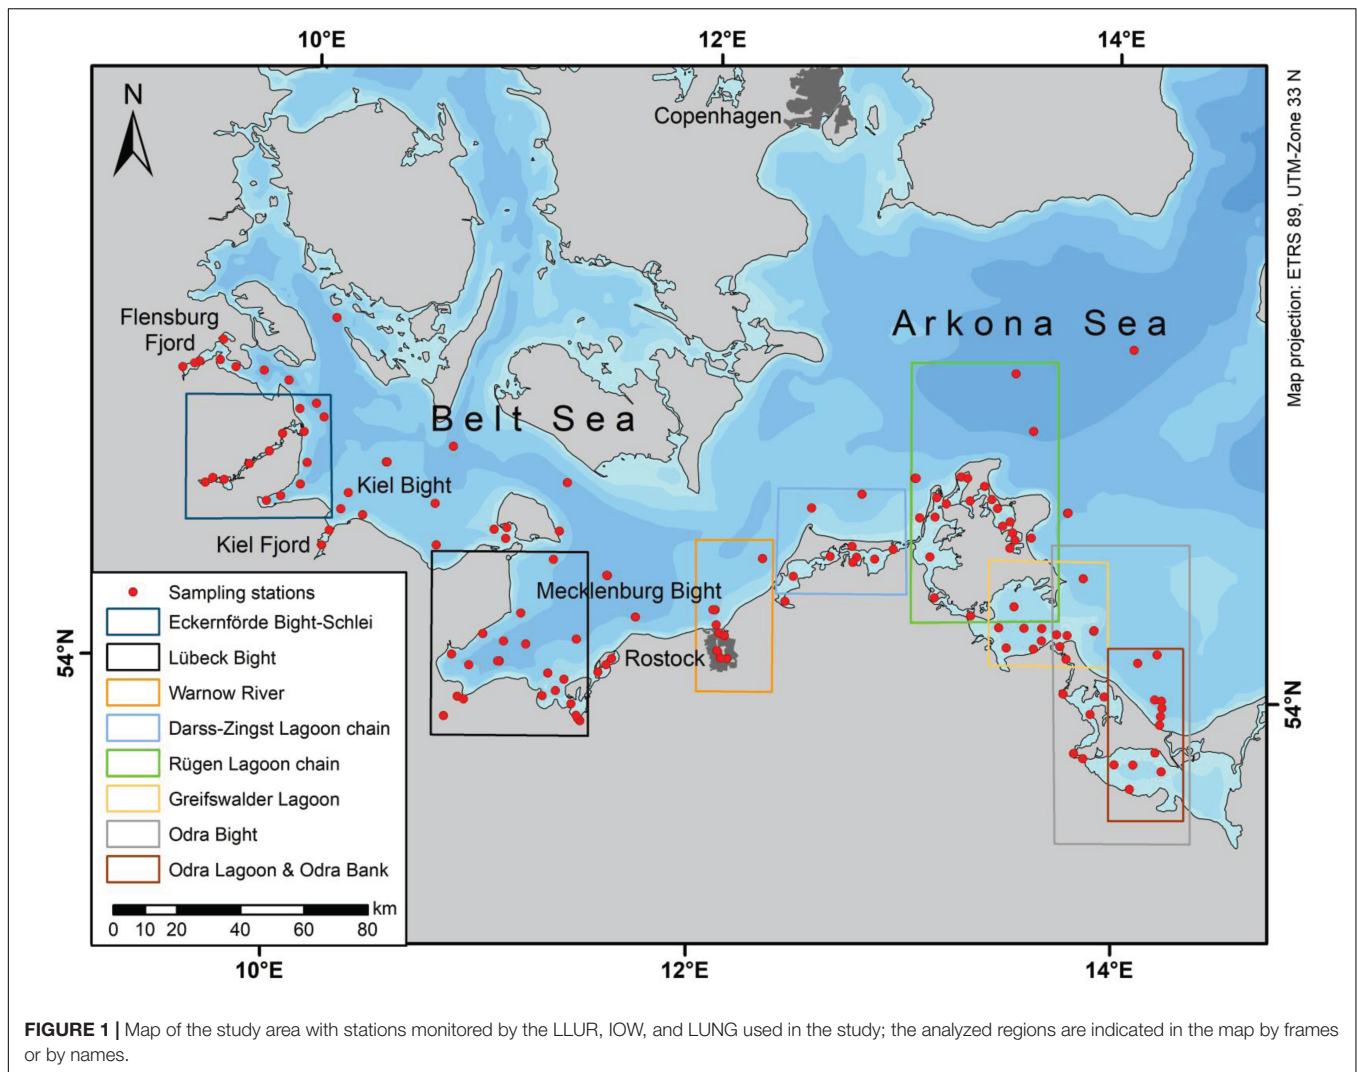 10°E
12°E
14°E
N
Copenhagen
Map projection: ETRS 89, UTM-Zone 33 N
Flensburg
Fjord
Arkona Sea
Belt Sea
Kiel Bight
Kiel Fjord
Mecklenburg Bight
Rostock
54°N
54°N
Sampling stations
Eckernförde Bight-Schlei
Lübeck Bight
Warnow River
Darss-Zingst Lagoon chain
Rügen Lagoon chain
Greifswalder Lagoon
Odra Bight
Odra Lagoon & Odra Bank
km
0 10 20 40 60 80
10°E
12°E
14°E
FIGURE 1 | Map of the study area with stations monitored by the LLUR, IOW, and LUNG used in the study; the analyzed regions are indicated in the map by frames
or by names.